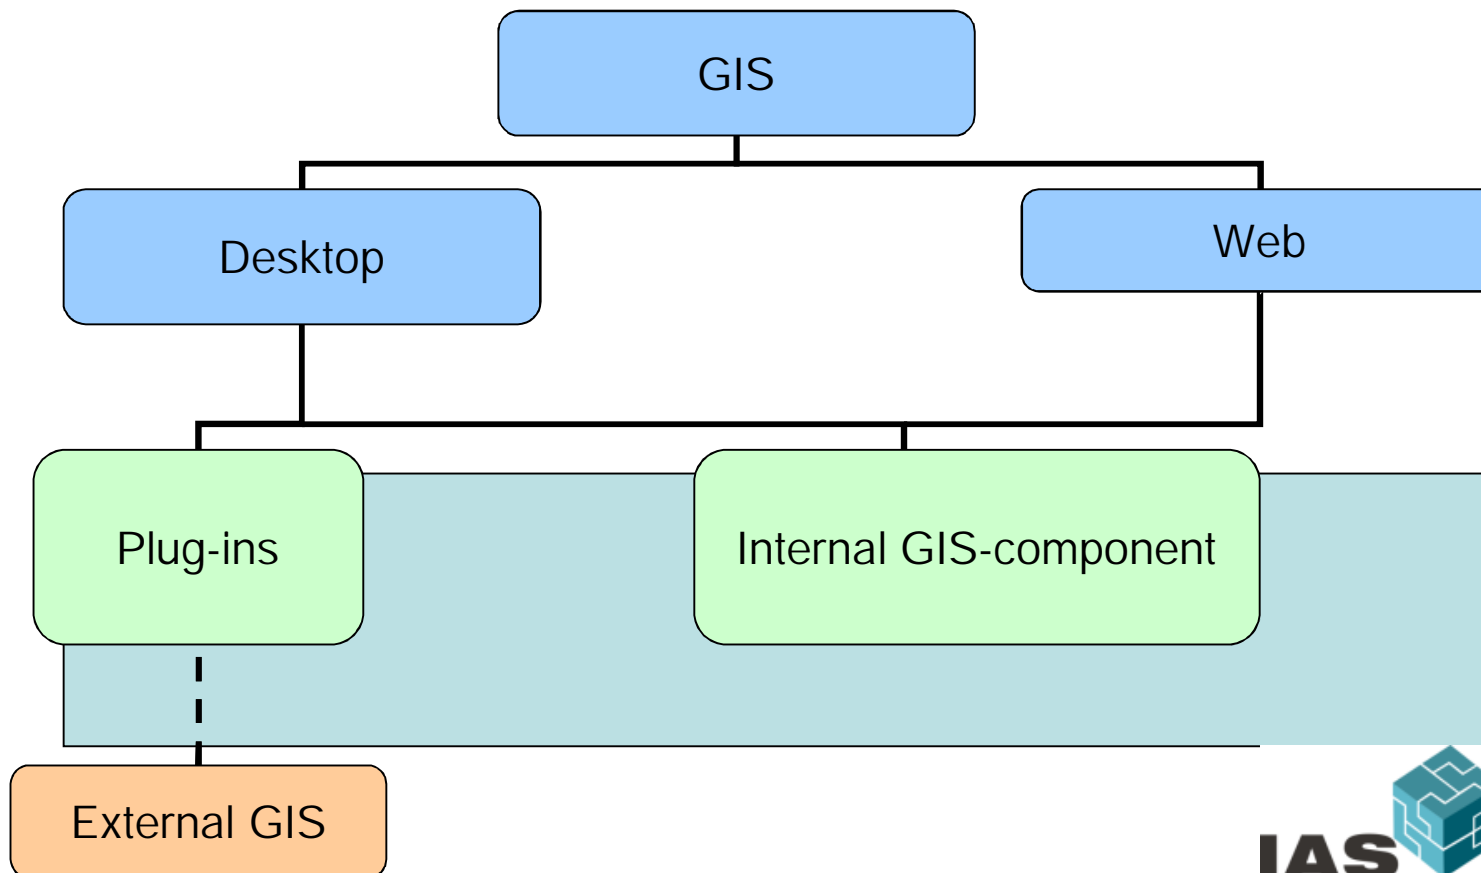 GIS
Desktop
Web
Plug-ins
Internal GIS-component
External GIS
IAS